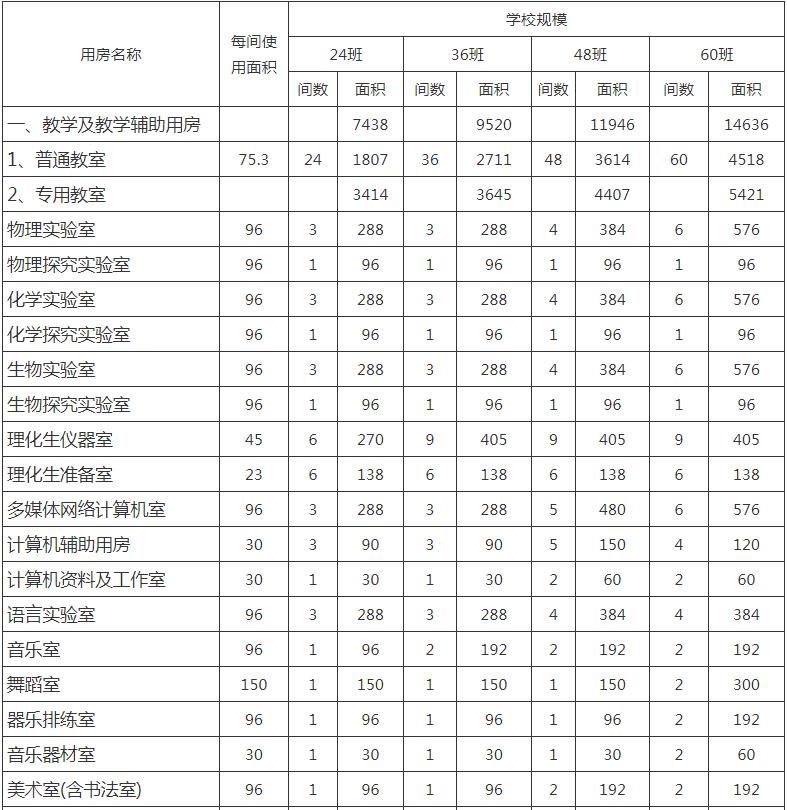 用房名称 每间使用面积 学校规模
24班 36班 48班 60班
间数 面积 间数 面积 间数 面积 间数 面积
一、教学及教学辅助用房 7438 9520 11946 14636
1、普通教室 75.3 24 1807 36 2711 48 3614 60 4518
2、专用教室 3414 3645 4407 5421
物理实验室 96 3 288 3 288 4 384 6 576
物理探究实验室 96 1 96 1 96 1 96 1 96
化学实验室 96 3 288 3 288 4 384 6 576
化学探究实验室 96 1 96 1 96 1 96 1 96
生物实验室 96 3 288 3 288 4 384 6 576
生物探究实验室 96 1 96 1 96 1 96 1 96
理化生仪器室 45 6 270 9 405 9 405 9 405
理化生准备室 23 6 138 6 138 6 138 6 138
多媒体网络计算机室 96 3 288 3 288 5 480 6 576
计算机辅助用房 30 3 90 3 90 5 150 4 120
计算机资料及工作室 30 1 30 1 30 2 60 2 60
语言实验室 96 3 288 3 288 4 384 4 384
音乐室 96 1 96 2 192 2 192 2 192
舞蹈室 150 1 150 1 150 1 150 2 300
器乐排练室 96 1 96 1 96 1 96 2 192
音乐器材室 30 1 30 1 30 1 30 2 60
美术室(含书法室) 96 1 96 1 96 2 192 2 192